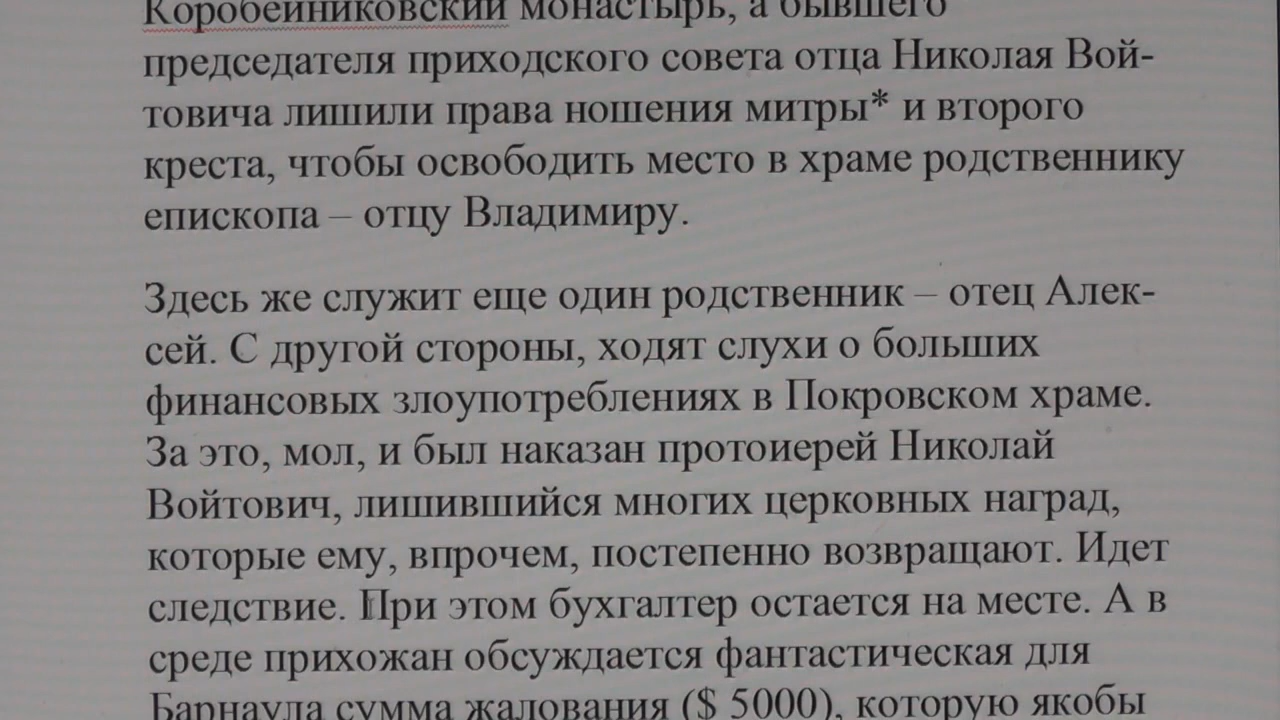 Коробейниковский монастырь, а бывшего
председателя приходского совета отца Николая Вой-
товича лишили права ношения митры* и второго
креста, чтобы освободить место в храме родственнику
епископа – отцу Владимиру.
Здесь же служит еще один родственник – отец Алек-
сей. С другой стороны, ходят слухи о больших
финансовых злоупотреблениях в Покровском храме.
За это, мол, и был наказан протоиерей Николай
Войтович, лишившийся многих церковных наград,
которые ему, впрочем, постепенно возвращают. Идет
следствие. При этом бухгалтер остается на месте. А в
среде прихожан обсуждается фантастическая для
Барнаула сумма жалования ($ 5000), которую якобы